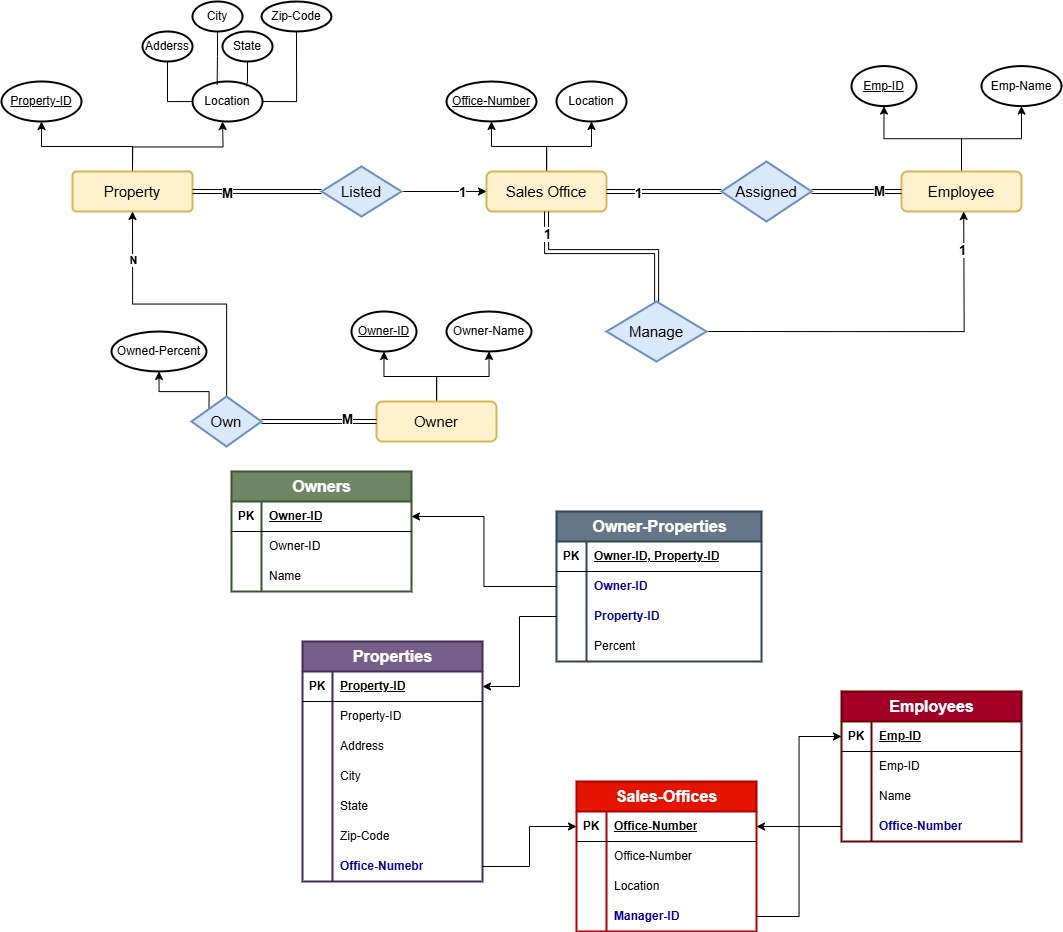 City
Zip-Code
Adderss
State
Property-ID
Location
Office-Number
Location
Emp-ID
Emp-Name
Property
M
Listed
1
Sales Office
1
Assigned
M
Employee
1
1
N
Manage
Owned-Percent
Owner-ID
Owner-Name
Own
M
Owner
Owners
PK Owner-ID
Owner-ID
Name
Owner-Properties
PK Owner-ID, Property-ID
Owner-ID
Property-ID
Percent
Properties
PK Property-ID
Property-ID
Address
City
State
Zip-Code
Office-Numebr
Sales-Offices
PK Office-Number
Office-Number
Location
Manager-ID
Employees
PK Emp-ID
Emp-ID
Name
Office-Number